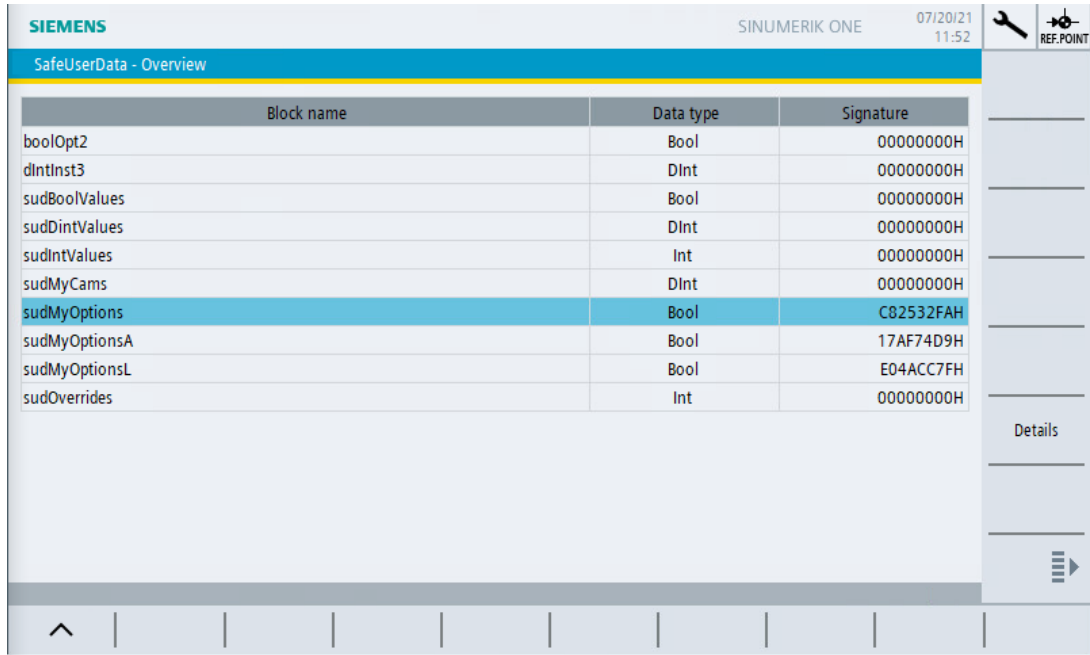 SIEMENS
SINUMERIK ONE
07/20/21
11:52
REF.POINT
SafeUserData - Overview
Block name Data type Signature
boolOpt2 Bool 00000000H
dIntInst3 DInt 00000000H
sudBoolValues Bool 00000000H
sudDintValues DInt 00000000H
sudIntValues Int 00000000H
sudMyCams DInt 00000000H
sudMyOptions Bool C82532FAH
sudMyOptionsA Bool 17AF74D9H
sudMyOptionsL Bool E04ACC7FH
sudOverrides Int 00000000H
Details